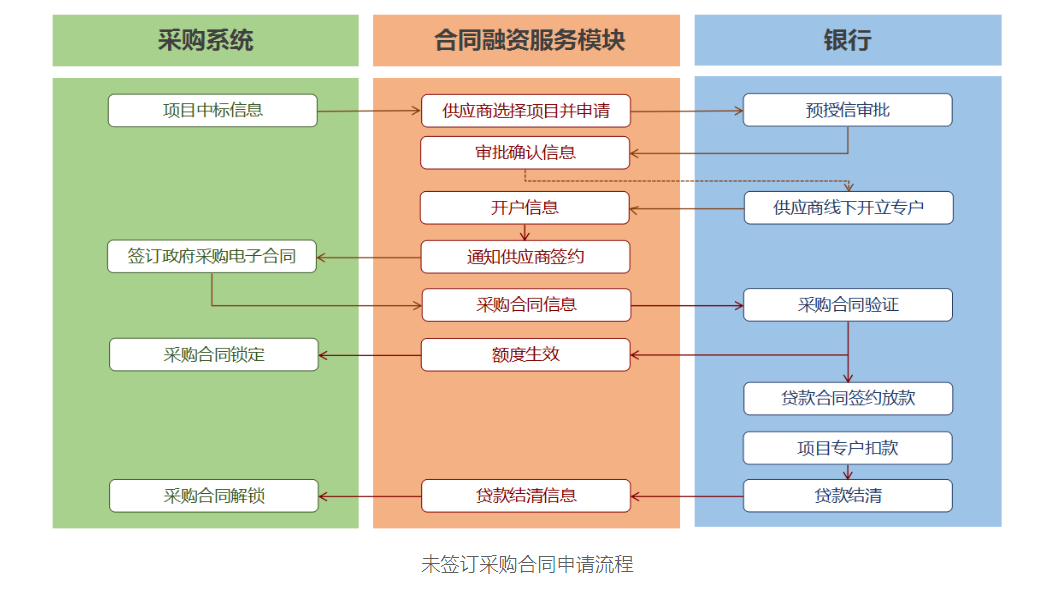 采购系统
合同融资服务模块
银行
项目中标信息
供应商选择项目并申请
预授信审批
审批确认信息
开户信息
供应商线下开立专户
签订政府采购电子合同
通知供应商签约
采购合同信息
采购合同验证
采购合同锁定
额度生效
贷款合同签约放款
项目专户扣款
采购合同解锁
贷款结清信息
贷款结清
未签订采购合同申请流程